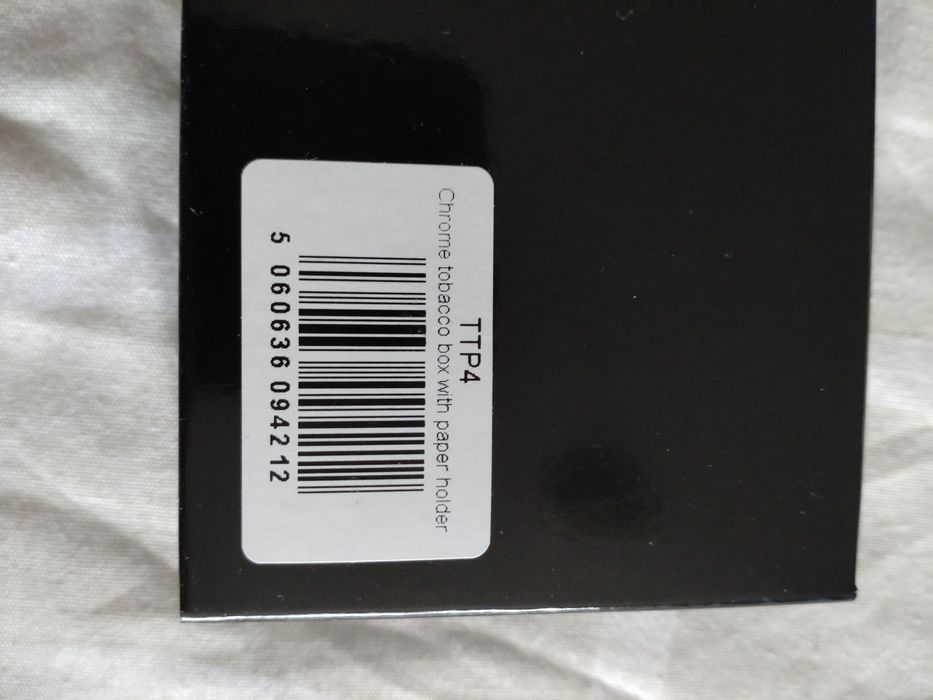 TTP4
Chrome tobacco box with paper holder
5 060636 094212